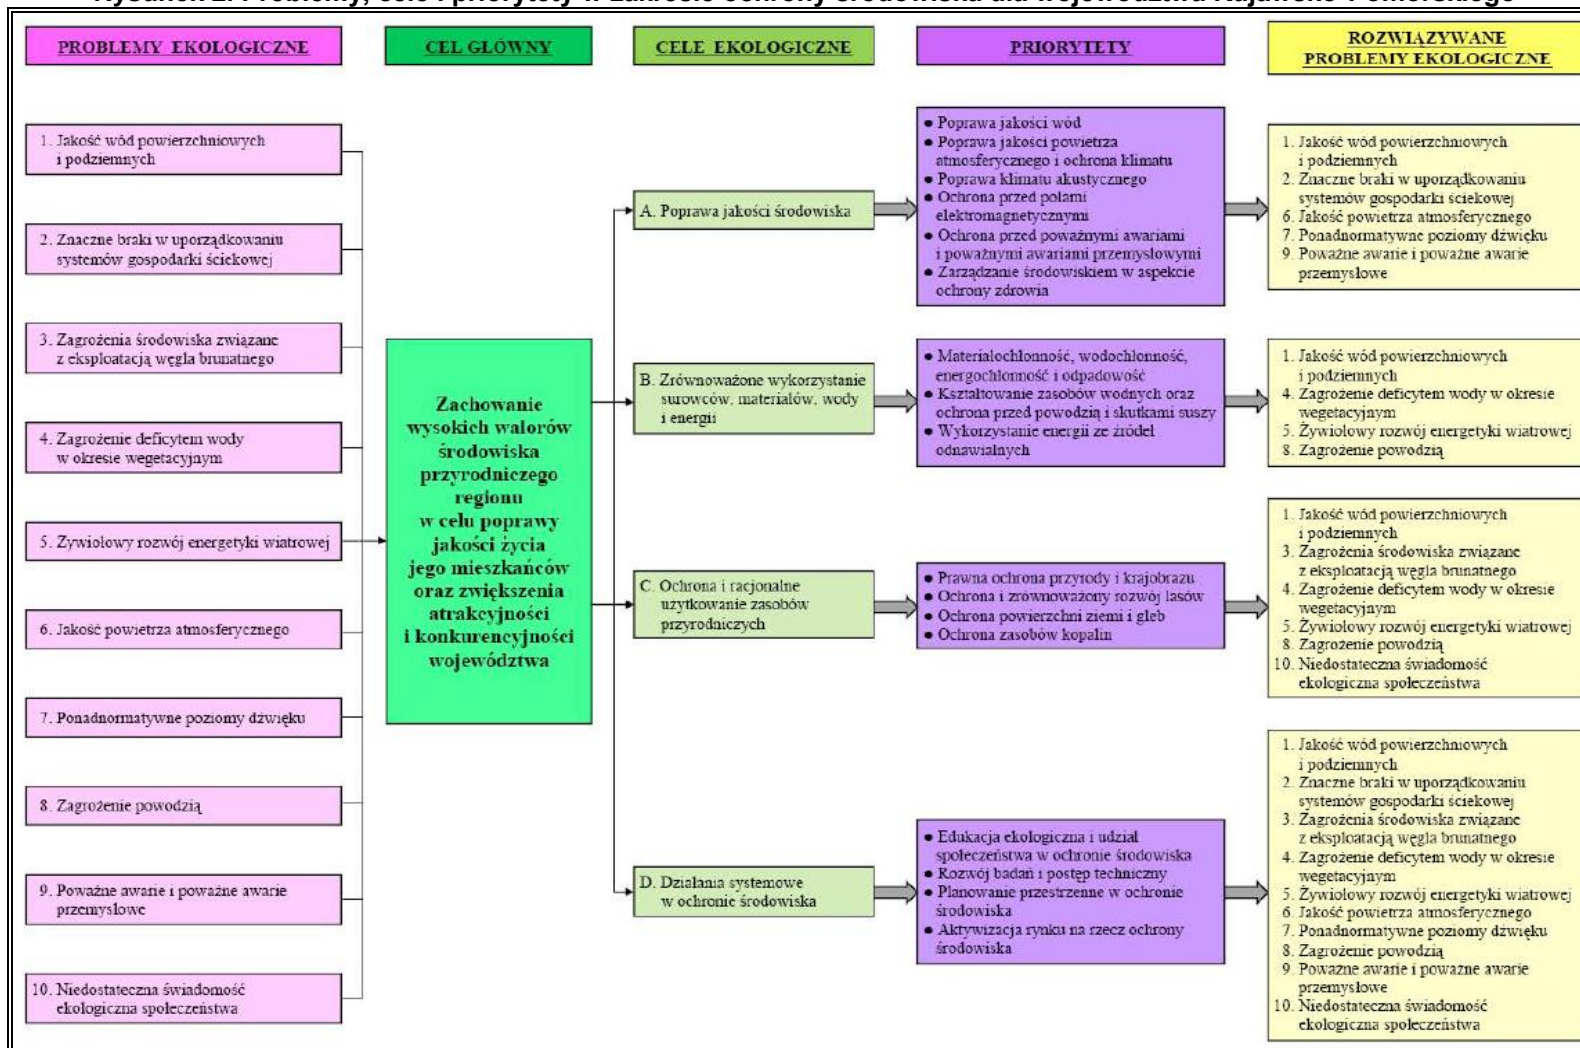 Rysunek 2. Problemy, cele i priorytety w zakresie ochrony środowiska dla województwa Kujawsko-Pomorskiego
PROBLEMY EKOLOGICZNE
1. Jakość wód powierzchniowych
i podziemnych
2. Znaczne braki w uporządkowaniu
systemów gospodarki ściekowej
3. Zagrożenia środowiska związane
z eksploatacją węgla brunatnego
4. Zagrożenie deficytem wody
w okresie wegetacyjnym
5. Żywiołowy rozwój energetyki wiatrowej
6. Jakość powietrza atmosferycznego
7. Ponadnormatywne poziomy dźwięku
8. Zagrożenie powodzią
9. Poważne awarie i poważne awarie
przemysłowe
10. Niedostateczna świadomość
ekologiczna społeczeństwa
CEL GŁÓWNY
Zachowanie
wysokich walorów
środowiska
przyrodniczego
regionu
w celu poprawy
jakości życia
jego mieszkańców
oraz zwiększenia
atrakcyjności
i konkurencyjności
województwa
CELE EKOLOGICZNE
A. Poprawa jakości środowiska
B. Zrównoważone wykorzystanie
surowców, materiałów, wody
i energii
C. Ochrona i racjonalne
użytkowanie zasobów
przyrodniczych
D. Działania systemowe
w ochronie środowiska
PRIORYTETY
● Poprawa jakości wód
● Poprawa jakości powietrza
atmosferycznego i ochrona klimatu
● Poprawa klimatu akustycznego
● Ochrona przed polami
elektromagnetycznymi
● Ochrona przed poważnymi awariami
i poważnymi awariami przemysłowymi
● Zarządzanie środowiskiem w aspekcie
ochrony zdrowia
● Materiałochłonność, wodochłonność,
energochłonność i odpadowość
● Kształtowanie zasobów wodnych oraz
ochrona przed powodzią i skutkami suszy
● Wykorzystanie energii ze źródeł
odnawialnych
● Prawna ochrona przyrody i krajobrazu
● Ochrona i zrównoważony rozwój lasów
● Ochrona powierzchni ziemi i gleb
● Ochrona zasobów kopalin
● Edukacja ekologiczna i udział
społeczeństwa w ochronie środowiska
● Rozwój badań i postęp techniczny
● Planowanie przestrzenne w ochronie
środowiska
● Aktywizacja rynku na rzecz ochrony
środowiska
ROZWIĄZYWANE
PROBLEMY EKOLOGICZNE
1. Jakość wód powierzchniowych
i podziemnych
2. Znaczne braki w uporządkowaniu
systemów gospodarki ściekowej
6. Jakość powietrza atmosferycznego
7. Ponadnormatywne poziomy dźwięku
9. Poważne awarie i poważne awarie
przemysłowe
1. Jakość wód powierzchniowych
i podziemnych
4. Zagrożenie deficytem wody w okresie
wegetacyjnym
5. Żywiołowy rozwój energetyki wiatrowej
8. Zagrożenie powodzią
1. Jakość wód powierzchniowych
i podziemnych
3. Zagrożenia środowiska związane
z eksploatacją węgla brunatnego
4. Zagrożenie deficytem wody w okresie
wegetacyjnym
5. Żywiołowy rozwój energetyki wiatrowej
8. Zagrożenie powodzią
10. Niedostateczna świadomość
ekologiczna społeczeństwa
1. Jakość wód powierzchniowych
i podziemnych
2. Znaczne braki w uporządkowaniu
systemów gospodarki ściekowej
3. Zagrożenia środowiska związane
z eksploatacją węgla brunatnego
4. Zagrożenie deficytem wody w okresie
wegetacyjnym
5. Żywiołowy rozwój energetyki wiatrowej
6. Jakość powietrza atmosferycznego
7. Ponadnormatywne poziomy dźwięku
8. Zagrożenie powodzią
9. Poważne awarie i poważne awarie
przemysłowe
10. Niedostateczna świadomość
ekologiczna społeczeństwa